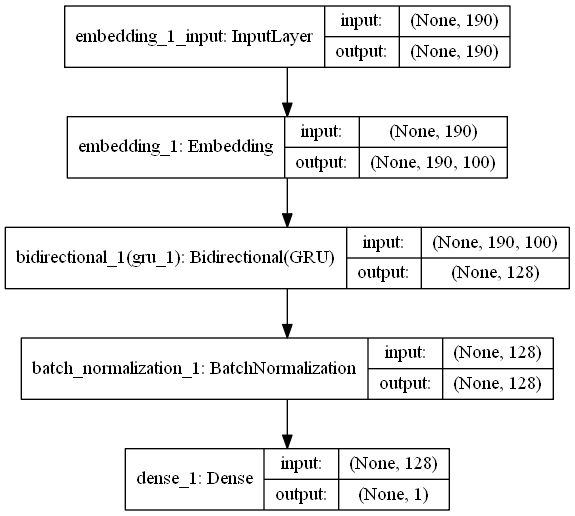 embedding_1_input: InputLayer
input: (None, 190)
output: (None, 190)
embedding_1: Embedding
input: (None, 190)
output: (None, 190, 100)
bidirectional_1(gru_1): Bidirectional(GRU)
input: (None, 190, 100)
output: (None, 128)
batch_normalization_1: BatchNormalization
input: (None, 128)
output: (None, 128)
dense_1: Dense
input: (None, 128)
output: (None, 1)